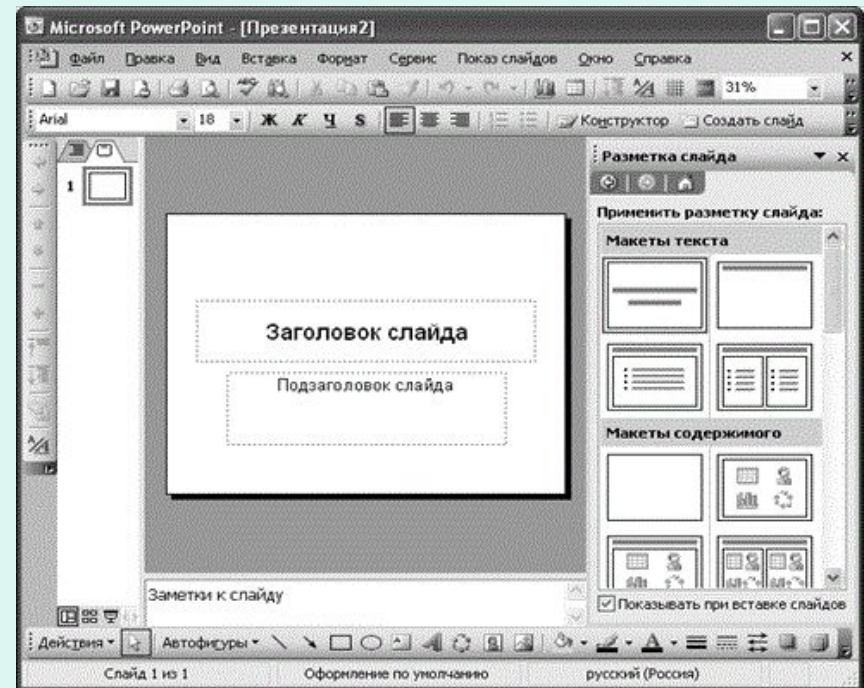 Microsoft PowerPoint - [Презентация2]
Файл Правка Вид Вставка Формат Сервис Показ слайдов Окно Справка
31%
Arial 18 Ж К Ч S Конструктор Создать слайд
Разметка слайда
1
Применить разметку слайда:
Макеты текста
Заголовок слайда
Подзаголовок слайда
Макеты содержимого
Заметки к слайду
Показывать при вставке слайдов
Действия Автофигуры
Слайд 1 из 1 Оформление по умолчанию русский (Россия)